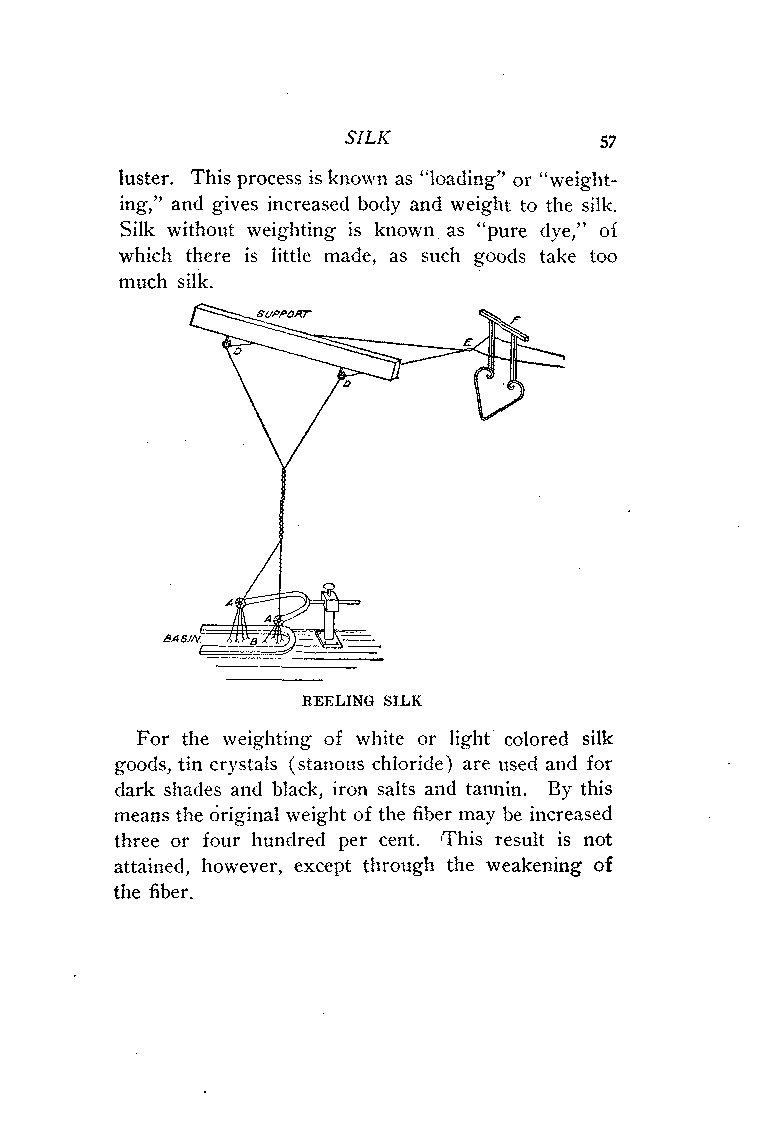 SILK 57
luster. This process is known as "loading" or "weight-
ing," and gives increased body and weight to the silk.
Silk without weighting is known as "pure dye," of
which there is little made, as such goods take too
much silk.
SUPPORT
F
E
D
D
A
A
BASIN
B
REELING SILK
For the weighting of white or light colored silk
goods, tin crystals (stanous chloride) are used and for
dark shades and black, iron salts and tannin. By this
means the original weight of the fiber may be increased
three or four hundred per cent. This result is not
attained, however, except through the weakening of
the fiber.